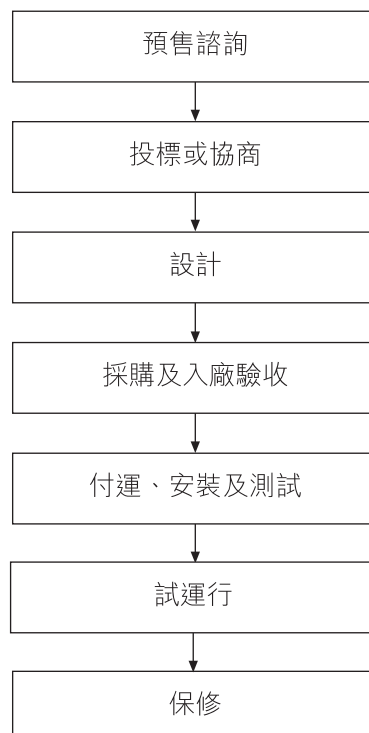 預售諮詢
投標或協商
設計
採購及入廠驗收
付運、安裝及測試
試運行
保修